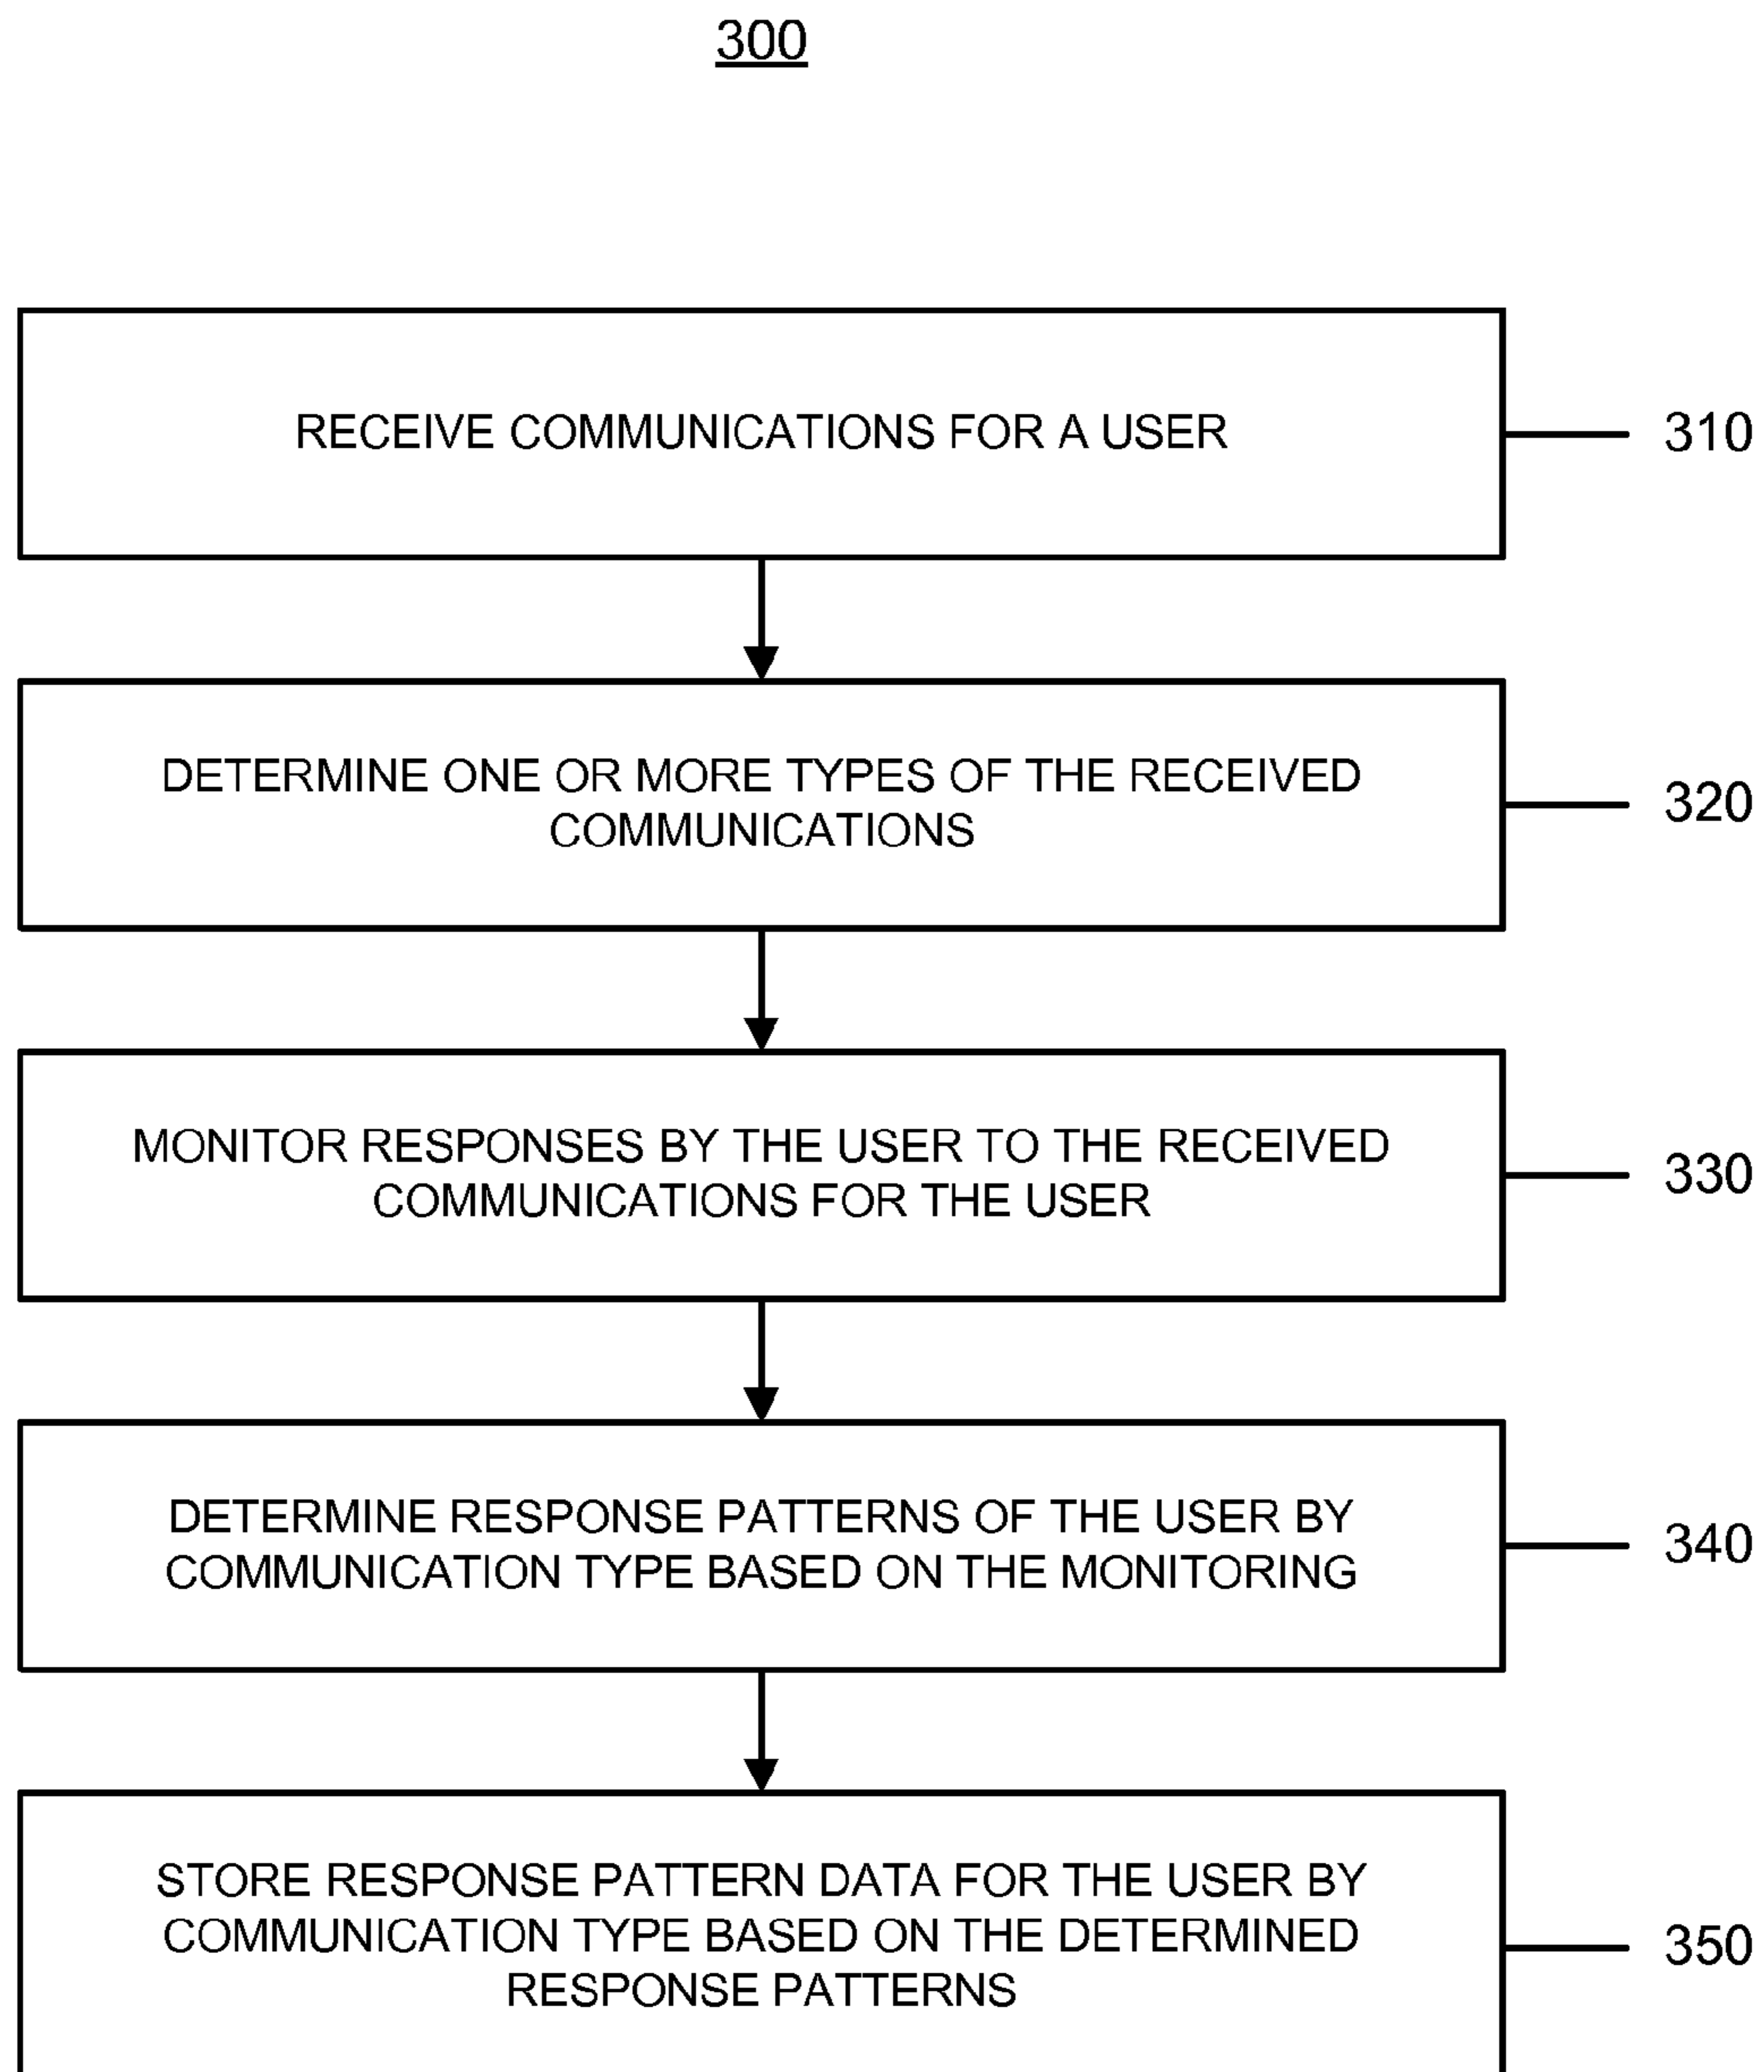 300
RECEIVE COMMUNICATIONS FOR A USER
310
DETERMINE ONE OR MORE TYPES OF THE RECEIVED
COMMUNICATIONS
320
MONITOR RESPONSES BY THE USER TO THE RECEIVED
COMMUNICATIONS FOR THE USER
330
DETERMINE RESPONSE PATTERNS OF THE USER BY
COMMUNICATION TYPE BASED ON THE MONITORING
340
STORE RESPONSE PATTERN DATA FOR THE USER BY
COMMUNICATION TYPE BASED ON THE DETERMINED
RESPONSE PATTERNS
350